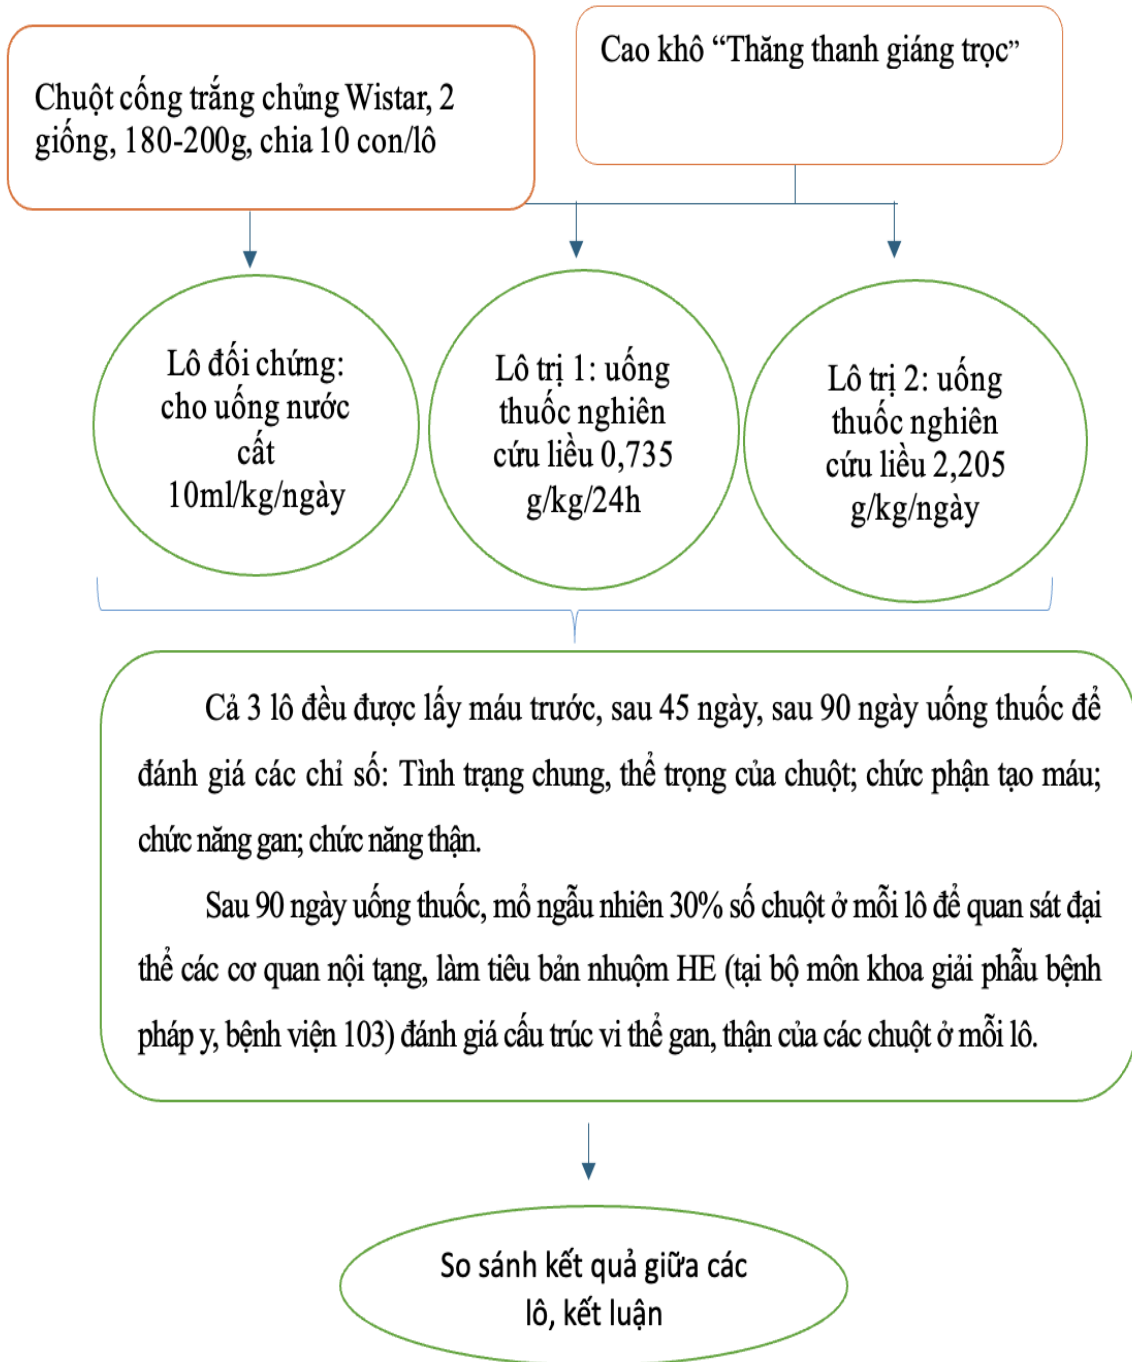 Chuột cống trắng chủng Wistar, 2
giống, 180-200g, chia 10 con/lô
Cao khô “Thăng thanh giáng trọc”
Lô đối chứng:
cho uống nước
cất
10ml/kg/ngày
Lô trị 1: uống
thuốc nghiên
cứu liều 0,735
g/kg/24h
Lô trị 2: uống
thuốc nghiên
cứu liều 2,205
g/kg/ngày
Cả 3 lô đều được lấy máu trước, sau 45 ngày, sau 90 ngày uống thuốc để
đánh giá các chỉ số: Tình trạng chung, thể trọng của chuột; chức phận tạo máu;
chức năng gan; chức năng thận.
Sau 90 ngày uống thuốc, mổ ngẫu nhiên 30% số chuột ở mỗi lô để quan sát đại
thể các cơ quan nội tạng, làm tiêu bản nhuộm HE (tại bộ môn khoa giải phẫu bệnh
pháp y, bệnh viện 103) đánh giá cấu trúc vi thể gan, thận của các chuột ở mỗi lô.
So sánh kết quả giữa các
lô, kết luận